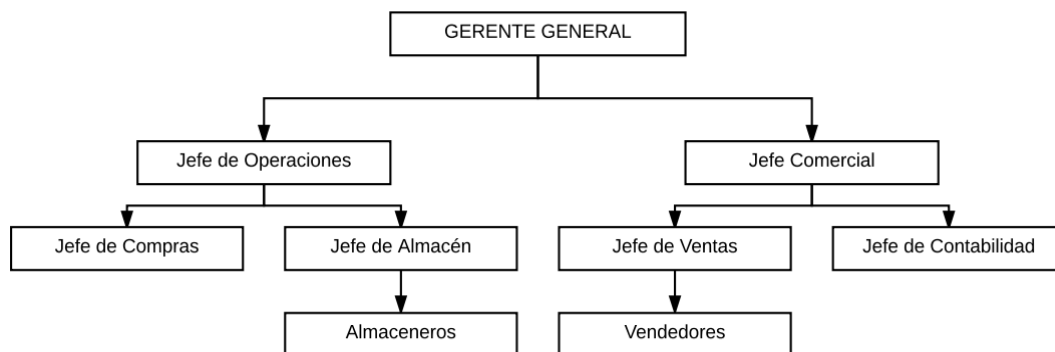 GERENTE GENERAL
Jefe de Operaciones
Jefe Comercial
Jefe de Compras
Jefe de Almacén
Jefe de Ventas
Jefe de Contabilidad
Almaceneros
Vendedores